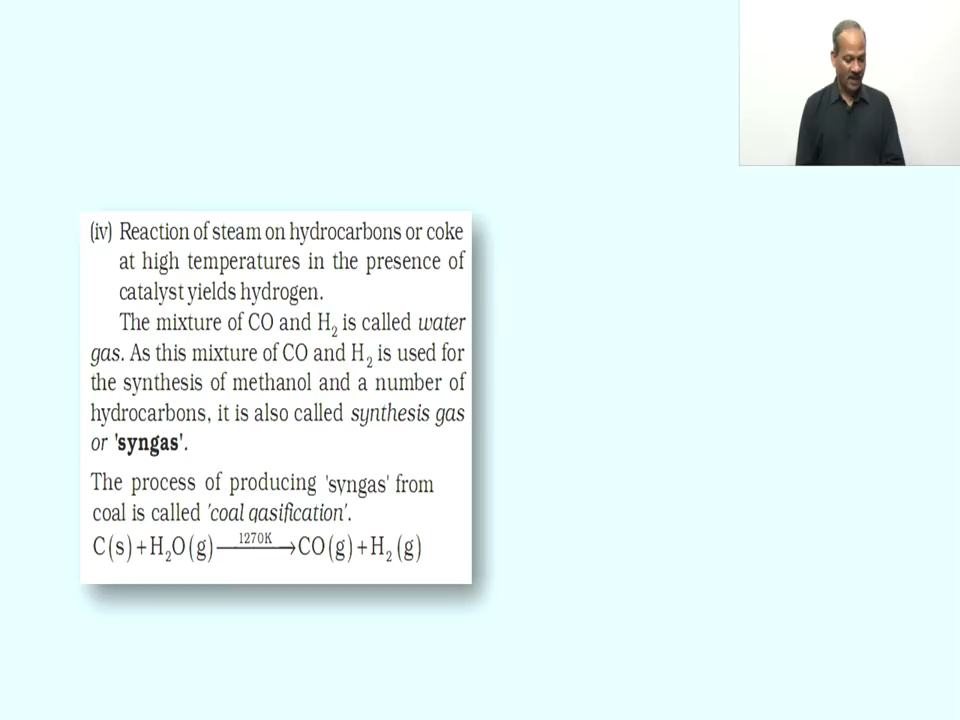 (iv) Reaction of steam on hydrocarbons or coke
at high temperatures in the presence of
catalyst yields hydrogen.
The mixture of CO and H₂ is called water
gas. As this mixture of CO and H₂ is used for
the synthesis of methanol and a number of
hydrocarbons, it is also called synthesis gas
or 'syngas'.
The process of producing 'syngas' from
coal is called 'coal gasification'.
C(s)+H₂O(g) —1270K→ CO(g)+H₂(g)